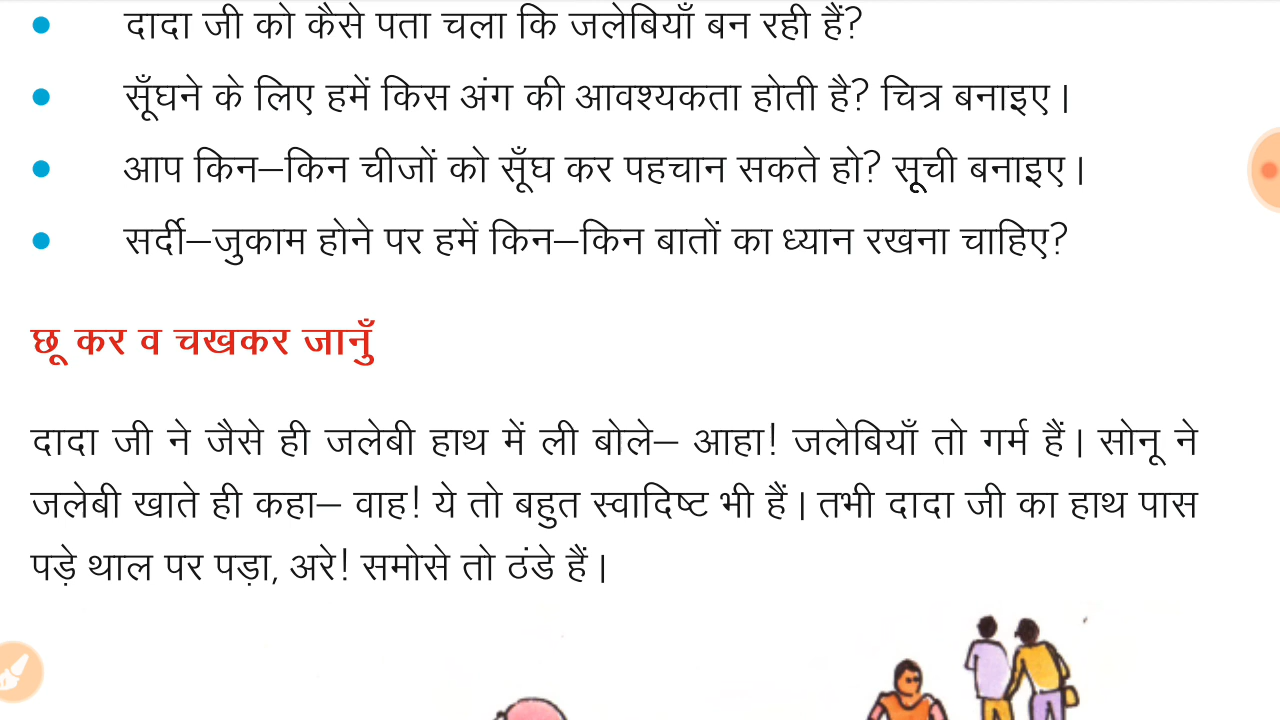 • दादा जी को कैसे पता चला कि जलेबियाँ बन रही हैं?
• सूँघने के लिए हमें किस अंग की आवश्यकता होती है? चित्र बनाइए।
• आप किन–किन चीजों को सूँघ कर पहचान सकते हो? सूची बनाइए।
• सर्दी–जुकाम होने पर हमें किन–किन बातों का ध्यान रखना चाहिए?
छू कर व चखकर जानुँ
दादा जी ने जैसे ही जलेबी हाथ में ली बोले– आहा! जलेबियाँ तो गर्म हैं। सोनू ने
जलेबी खाते ही कहा– वाह! ये तो बहुत स्वादिष्ट भी हैं। तभी दादा जी का हाथ पास
पड़े थाल पर पड़ा, अरे! समोसे तो ठंडे हैं।